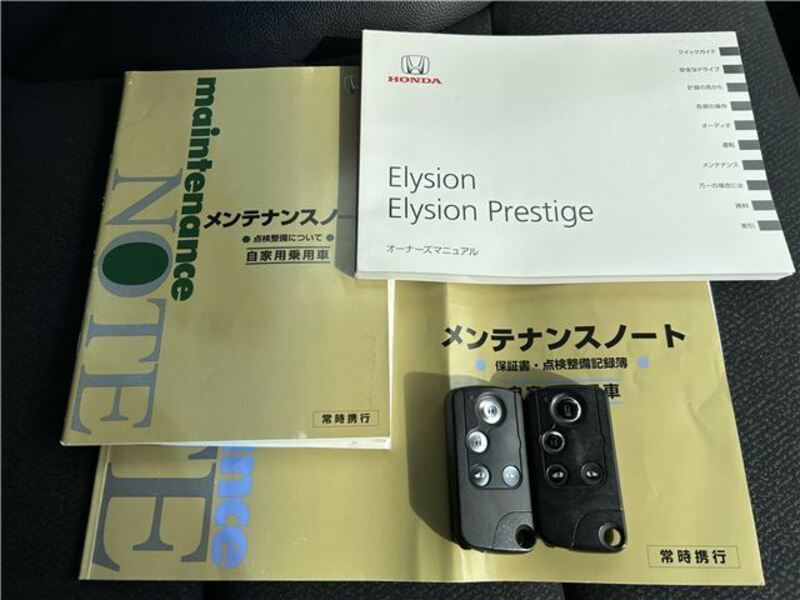 HONDA
Elysion
Elysion Prestige
オーナーズマニュアル
クイックガイド
安全なドライブ
計器の見かた
各部の操作
オーディオ
運転
メンテナンス
万一の場合には
資料
索引
maintenance
NOTE
メンテナンスノー
点検整備について
自家用乗用車
常時携行
メンテナンスノート
保証書・点検整備記録簿
常時携行